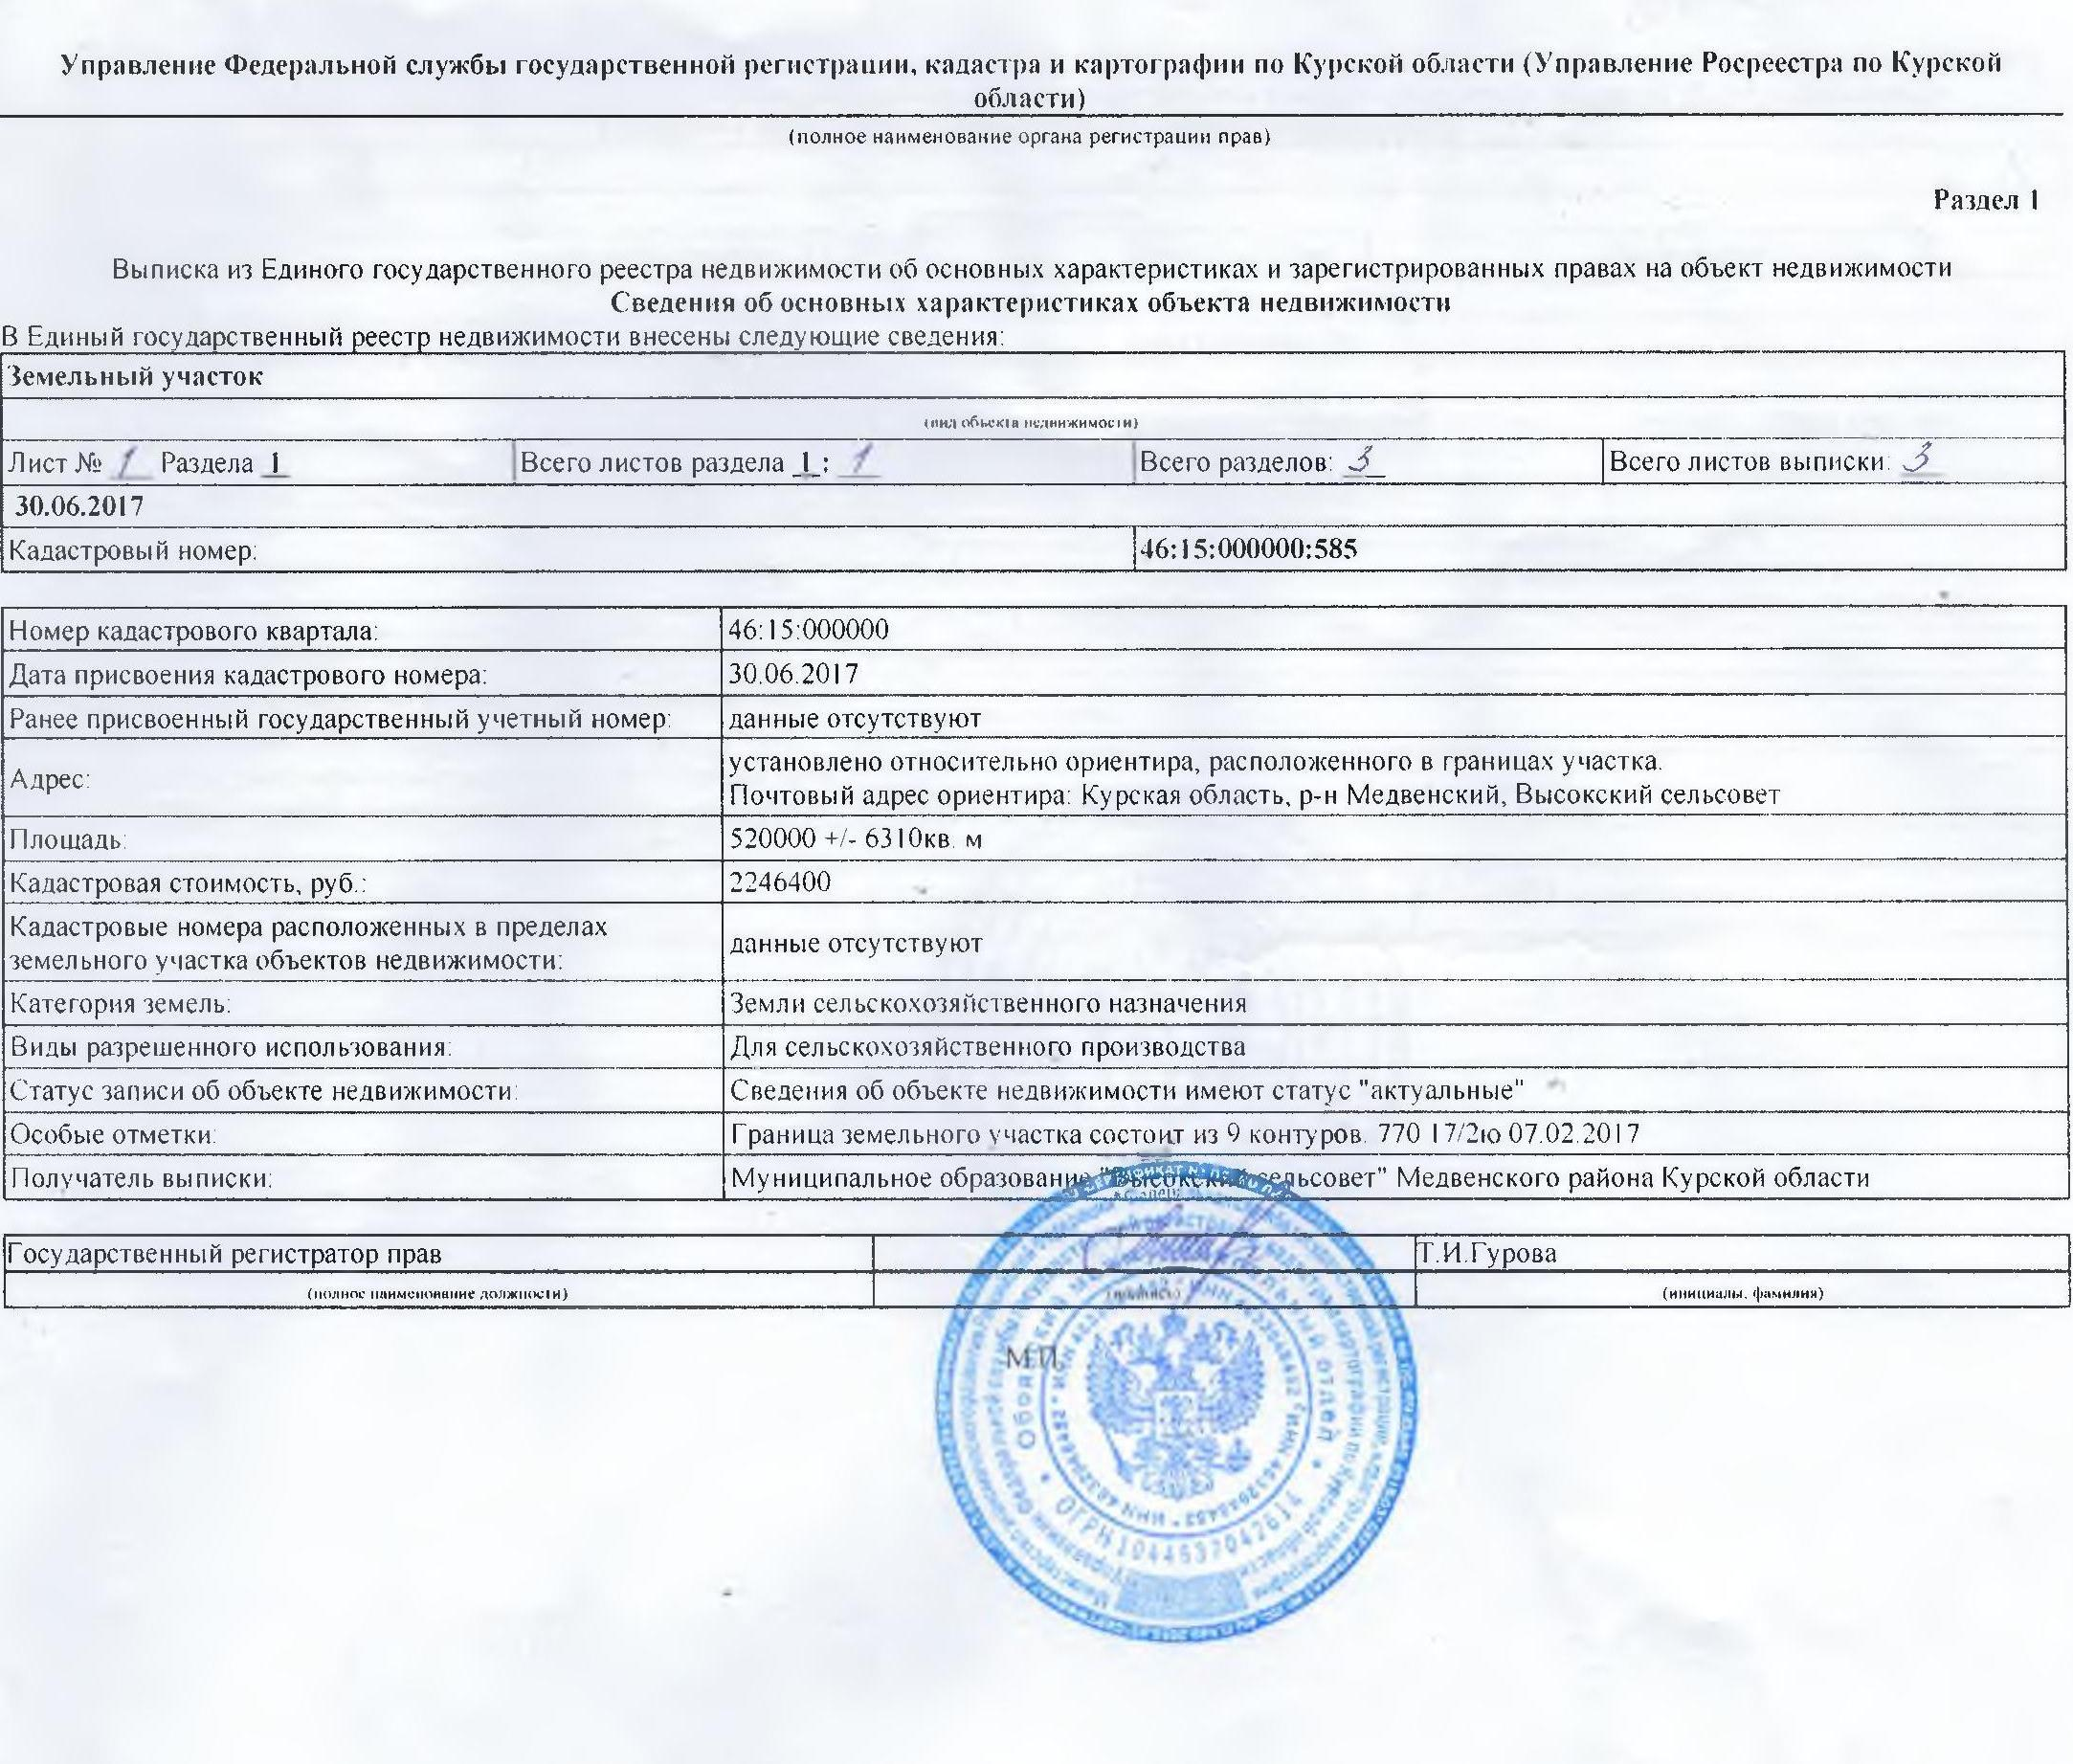 Управление Федеральной службы государственной регистрации, кадастра и картографии по Курской области (Управление Росреестра по Курской
области)
(полное наименование органа регистрации прав)
Раздел 1
Выписка из Единого государственного реестра недвижимости об основных характеристиках и зарегистрированных правах на объект недвижимости
Сведения об основных характеристиках объекта недвижимости
В Единый государственный реестр недвижимости внесены следующие сведения:
Земельный участок
(вид объекта недвижимости)
Лист № 1 Раздела 1 Всего листов раздела 1 : 1 Всего разделов: 3 Всего листов выписки: 3
30.06.2017
Кадастровый номер: 46:15:000000:585
Номер кадастрового квартала: 46:15:000000
Дата присвоения кадастрового номера: 30.06.2017
Ранее присвоенный государственный учетный номер: данные отсутствуют
Адрес: установлено относительно ориентира, расположенного в границах участка.
Почтовый адрес ориентира: Курская область, р-н Медвенский, Высокский сельсовет
Площадь: 520000 +/- 6310кв. м
Кадастровая стоимость, руб.: 2246400
Кадастровые номера расположенных в пределах
земельного участка объектов недвижимости: данные отсутствуют
Категория земель: Земли сельскохозяйственного назначения
Виды разрешенного использования: Для сельскохозяйственного производства
Статус записи об объекте недвижимости: Сведения об объекте недвижимости имеют статус "актуальные"
Особые отметки: Граница земельного участка состоит из 9 контуров. 770 17/2ю 07.02.2017
Получатель выписки: Муниципальное образование "Высокский сельсовет" Медвенского района Курской области
Государственный регистратор прав Т.И.Гурова
(полное наименование должности) (подпись) (инициалы, фамилия)
М.П.
Обоянский отдел
ОГРН 1044637042614